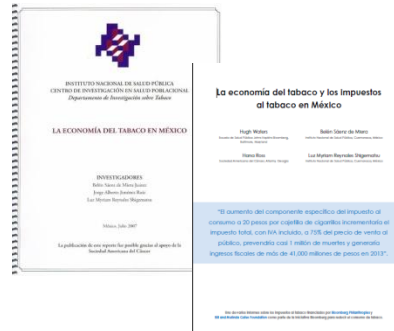 INSTITUTO NACIONAL DE SALUD PÚBLICA
CENTRO DE INVESTIGACIÓN EN SALUD POBLACIONAL
Departamento de Investigación sobre Tabaco
LA ECONOMÍA DEL TABACO EN MÉXICO
INVESTIGADORES
Belén Sáenz de Miera Juárez
Jorge Alberto Jiménez Ruiz
Luz Myriam Reynales Shigematsu
México, Julio 2007
La publicación de este reporte fue posible gracias al apoyo de la
Sociedad Americana del Cáncer
La economía del tabaco y los impuestos
al tabaco en México
Hugh Waters
Belén Sáenz de Miera
Hana Ross
Luz Myriam Reynales Shigematsu
"El aumento del componente específico del impuesto al
consumo a 20 pesos por cajetilla de cigarrillos incrementaría el
impuesto total, con IVA incluido, a 75% del precio de venta al
público, prevendría casi 1 millón de muertes y generaría
ingresos fiscales de más de 41,000 millones de pesos en 2013".